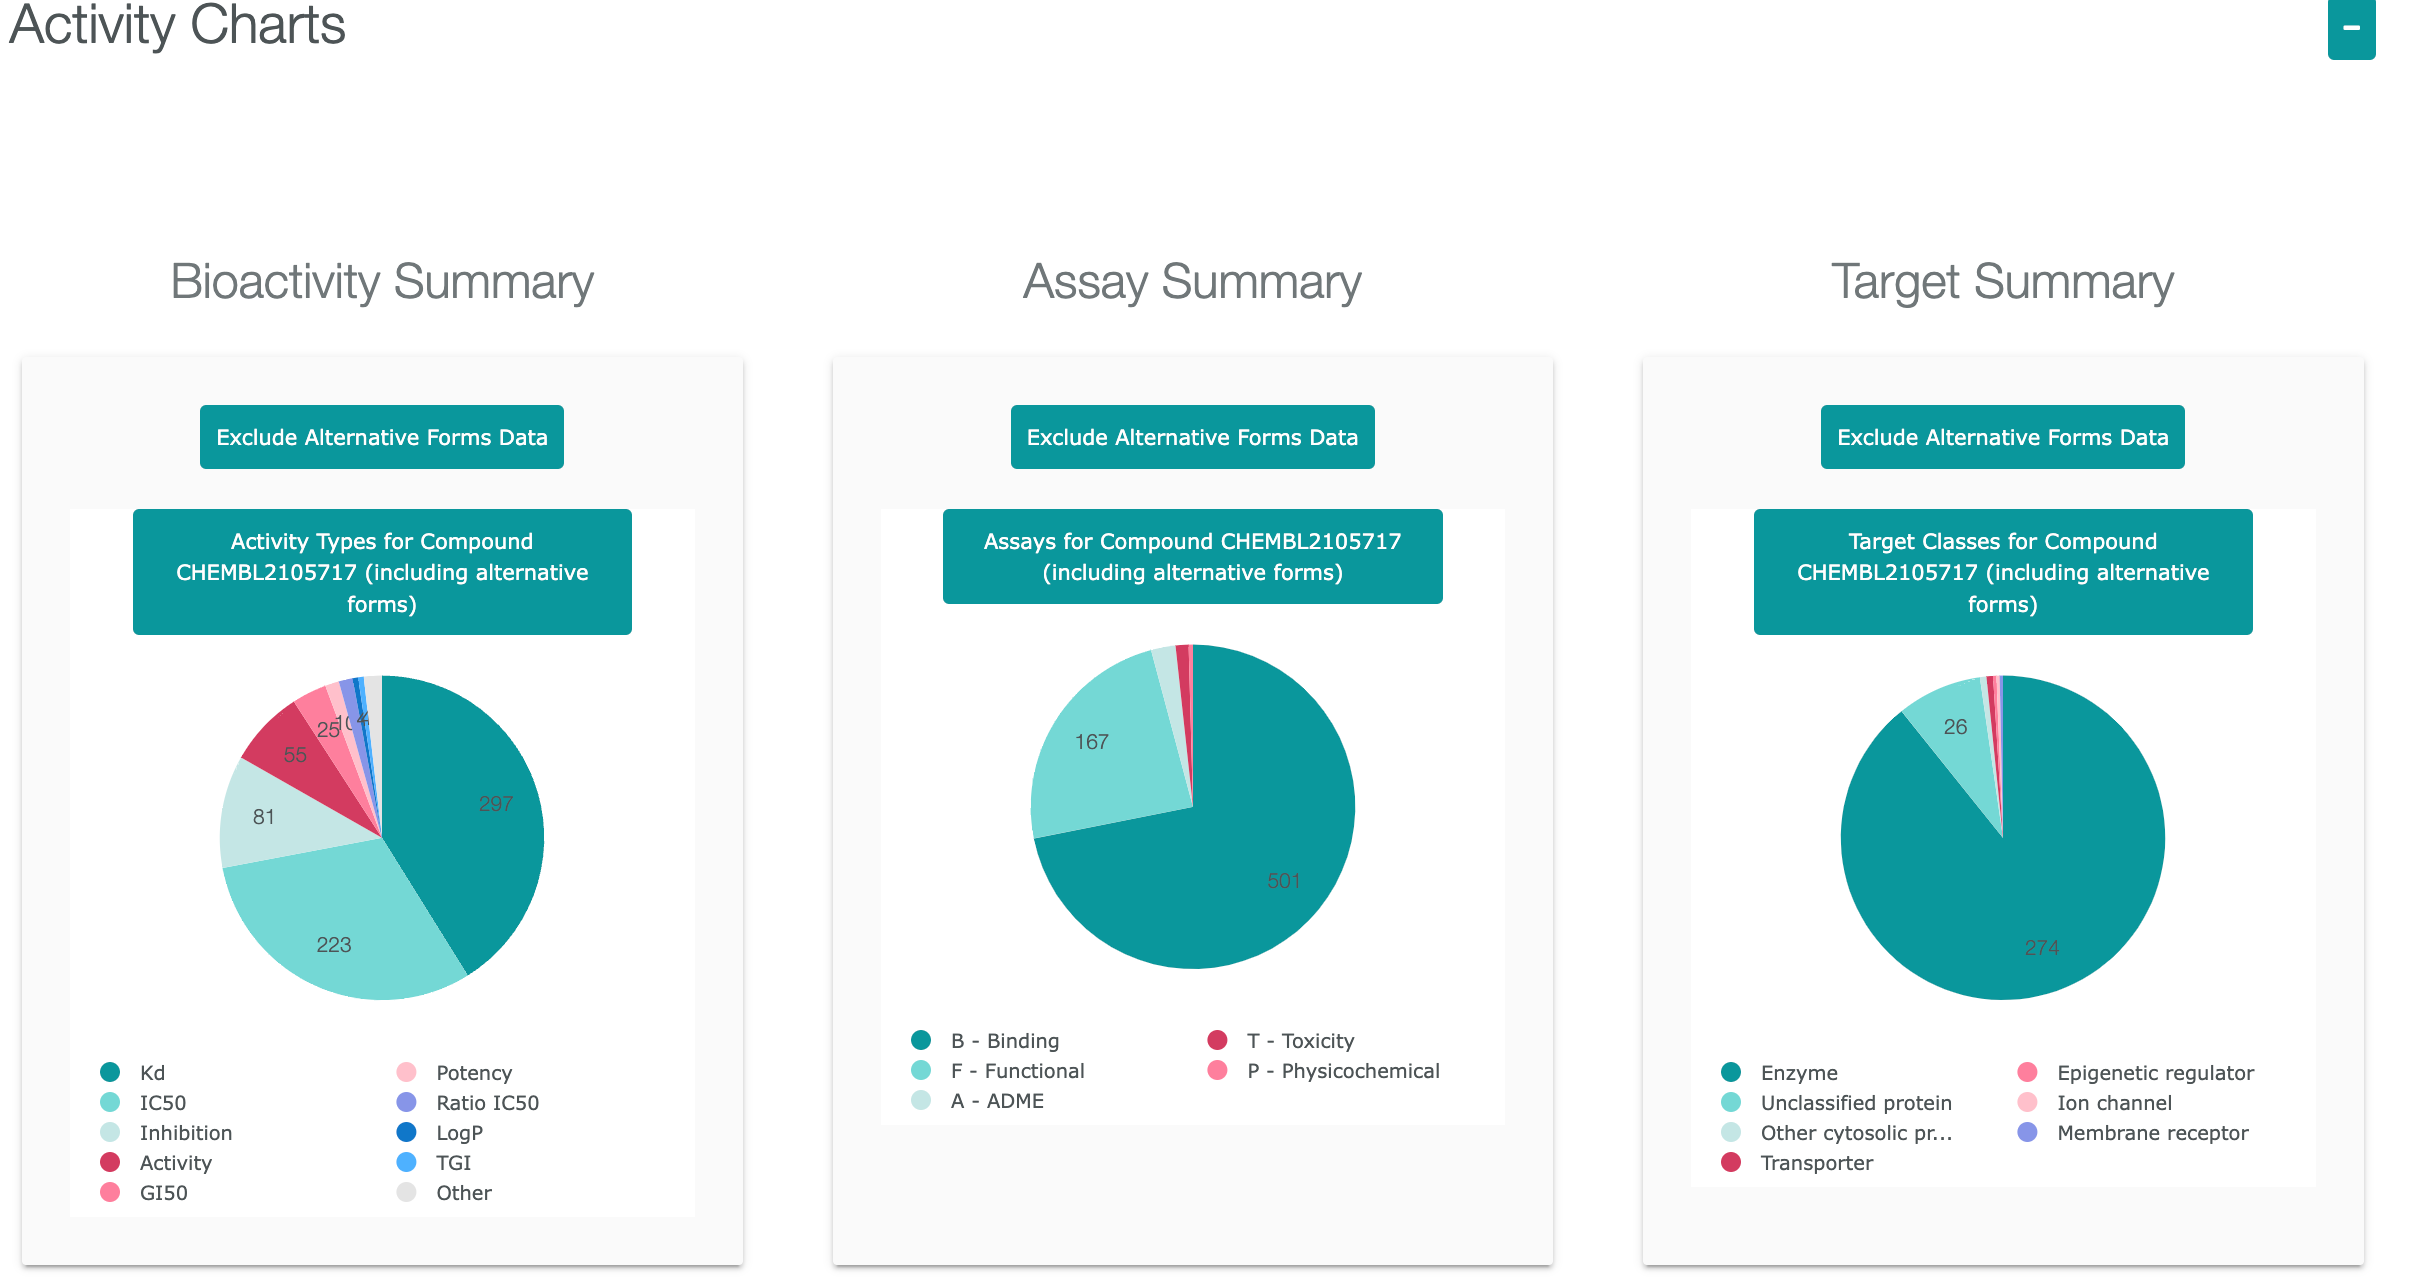 Activity Charts
Bioactivity Summary
Exclude Alternative Forms Data
Activity Types for Compound
CHEMBL2105717 (including alternative
forms)
297
223
81
55
25
10
4
Kd
IC50
Inhibition
Activity
GI50
Potency
Ratio IC50
LogP
TGI
Other
Assay Summary
Exclude Alternative Forms Data
Assays for Compound CHEMBL2105717
(including alternative forms)
167
501
B - Binding
F - Functional
A - ADME
T - Toxicity
P - Physicochemical
Target Summary
Exclude Alternative Forms Data
Target Classes for Compound
CHEMBL2105717 (including alternative
forms)
26
274
Enzyme
Unclassified protein
Other cytosolic pr...
Transporter
Epigenetic regulator
Ion channel
Membrane receptor